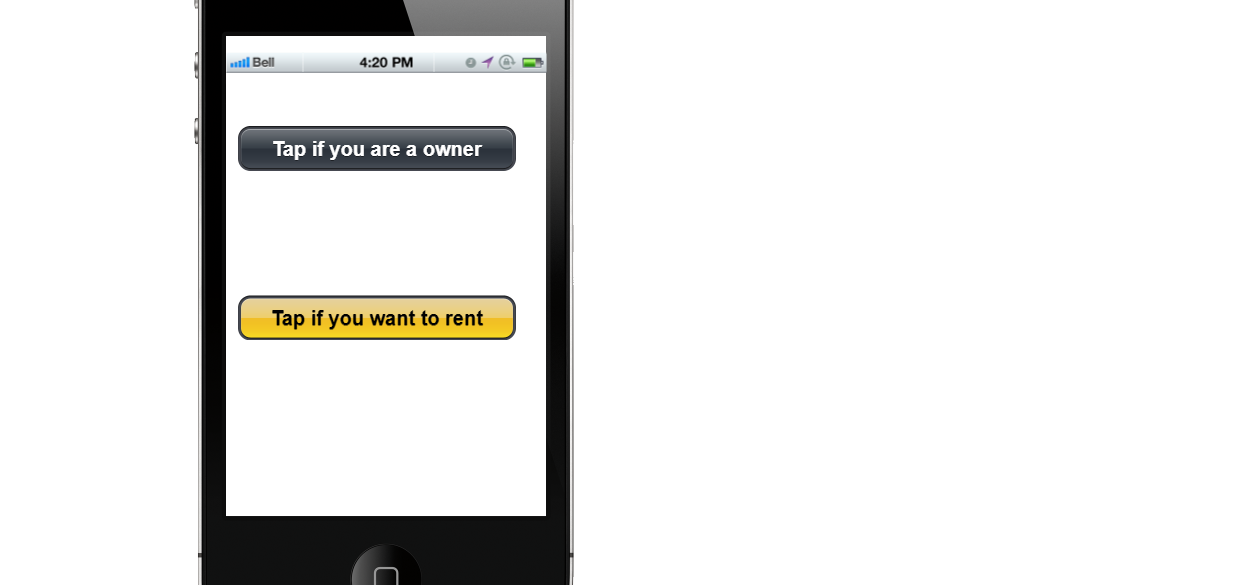 Bell 4:20 PM
Tap if you are a owner
Tap if you want to rent